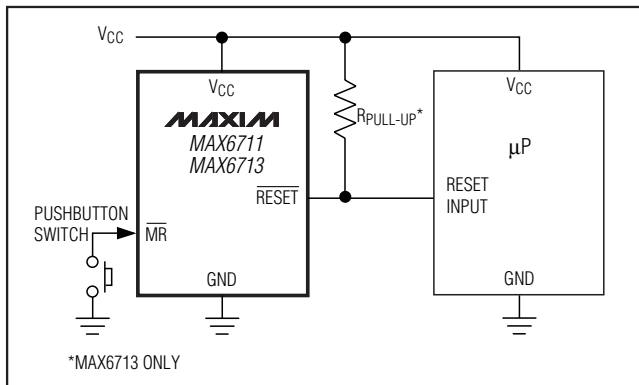 VCC
VCC
MAXIM
MAX6711
MAX6713
RPULL-UP*
VCC
µP
RESET
RESET
INPUT
PUSHBUTTON
SWITCH
MR
GND
GND
*MAX6713 ONLY